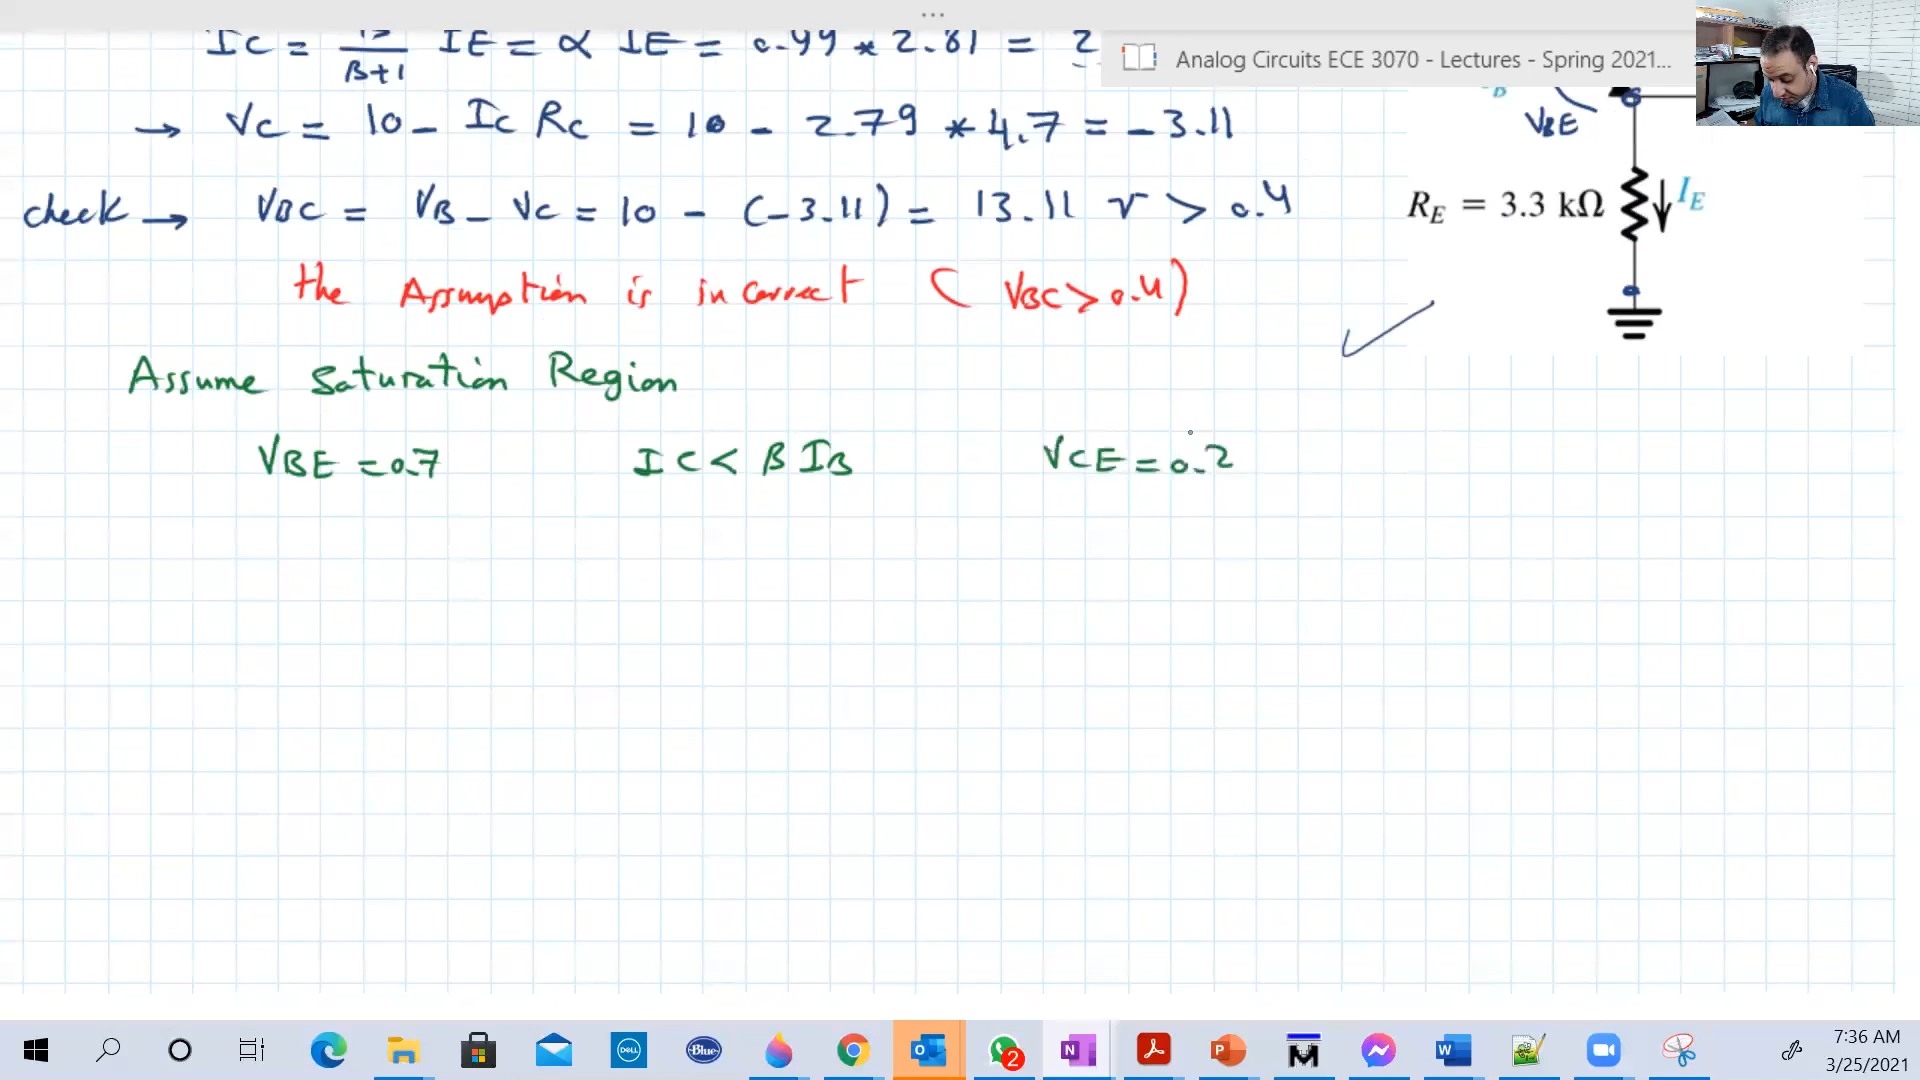 IC = β/β+1 IE = α IE = 0.99 * 2.81 = 2
Analog Circuits ECE 3070 - Lectures - Spring 2021...
→ VC = 10 - IC RC = 10 - 2.79 * 4.7 = -3.11
B
VBE
check → VBC = VB - VC = 10 - (-3.11) = 13.11 v > 0.4
RE = 3.3 kΩ
IE
the Assumption is incorrect ( VBC > 0.4)
Assume Saturation Region
VBE = 0.7 IC < β IB VCE = 0.2
DELL
Blue
2
N
P
W
7:36 AM
3/25/2021